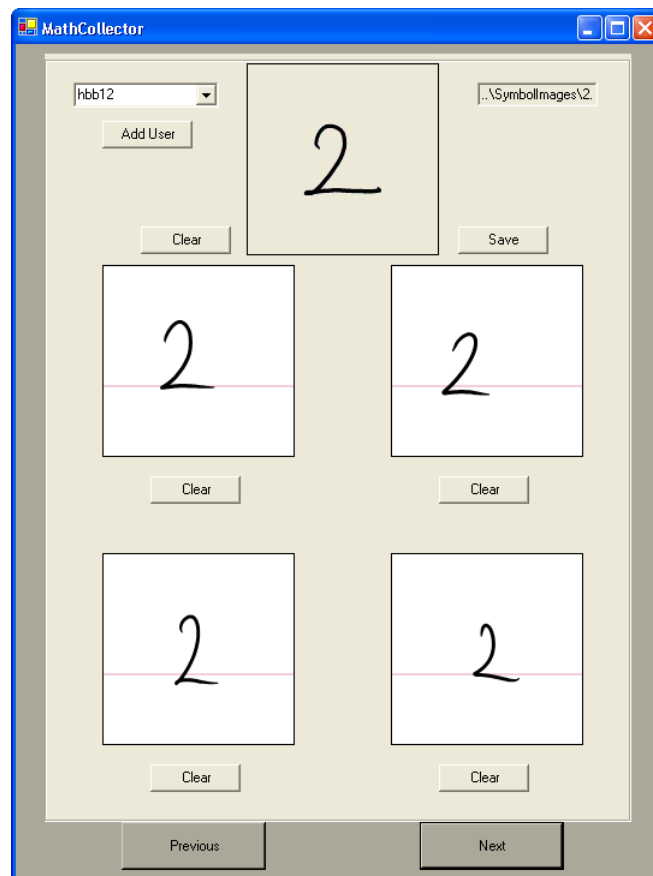 MathCollector
hbb12
..\SymbolImages\2.
Add User
2
Clear
Save
2
2
Clear
Clear
2
2
Clear
Clear
Previous
Next